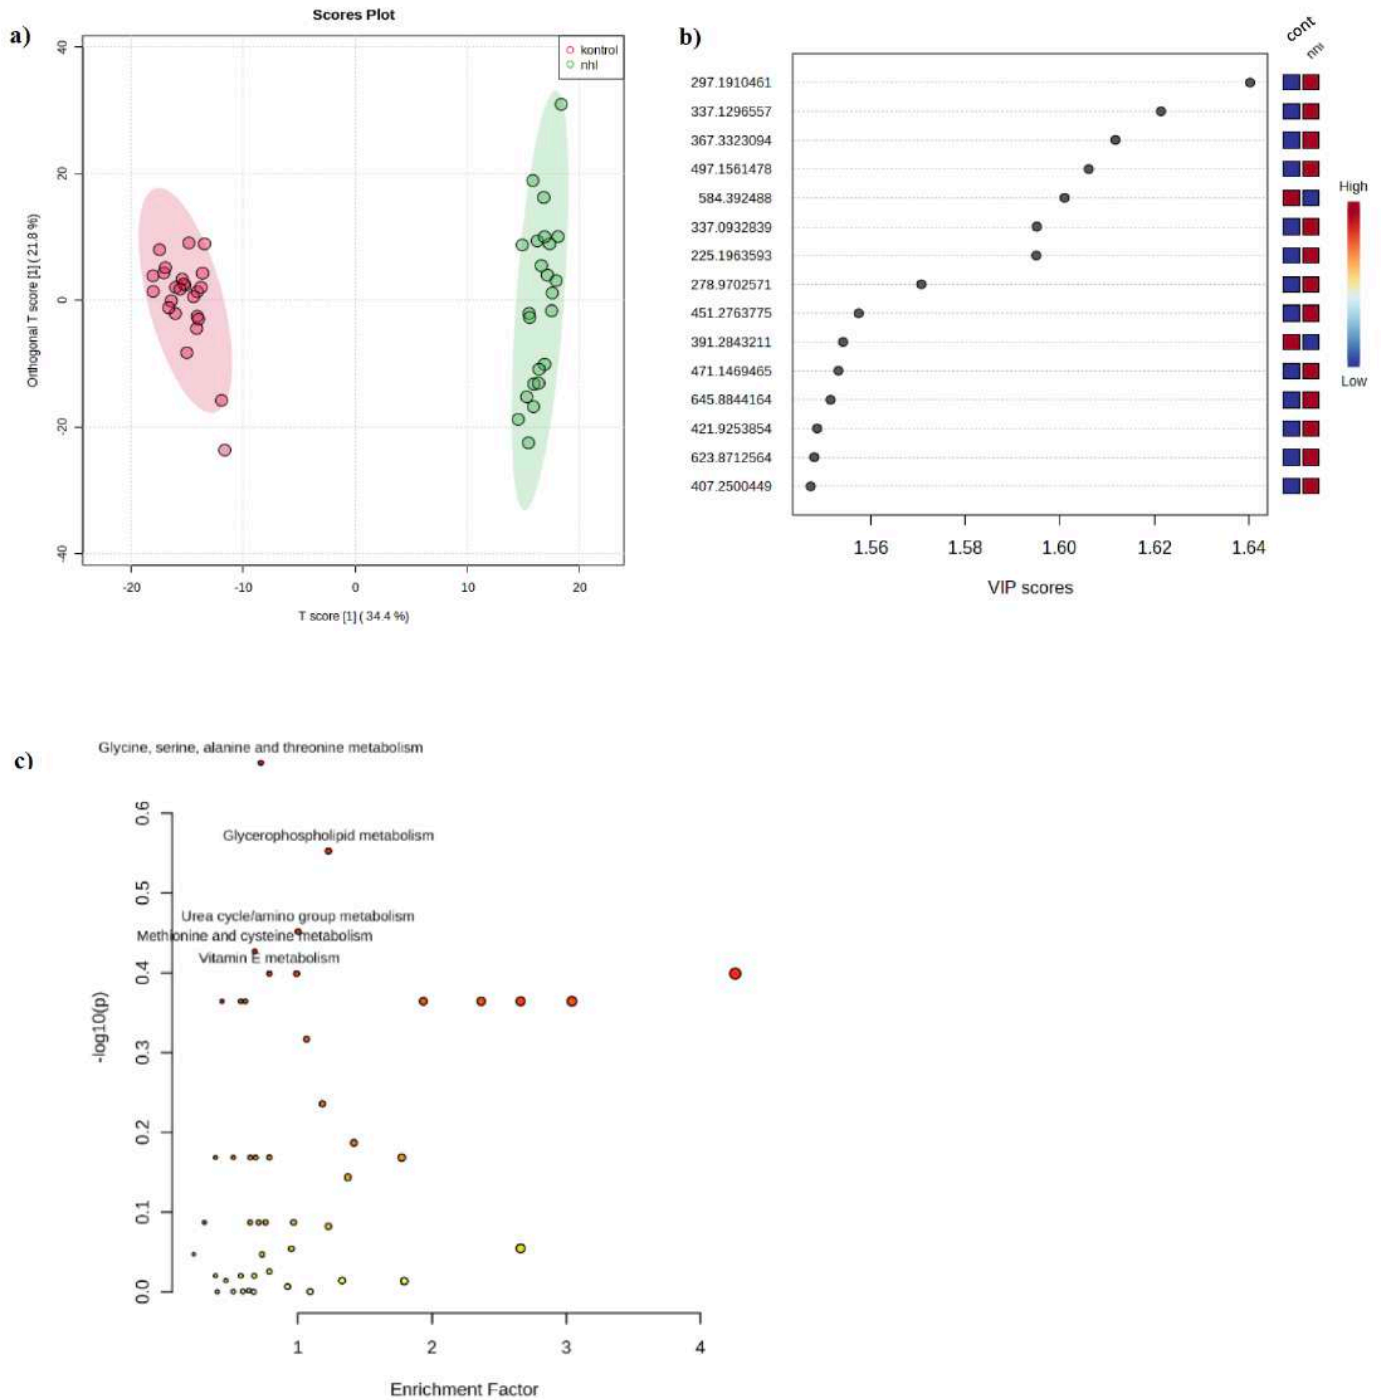 a)
Scores Plot
kontrol
nhl
40
20
0
-20
40
Orthogonal T score [1] ( 21.8 %)
-20
-10
0
10
20
T score [1] ( 34.4 %)
b)
cont
297.1910461
337.1296557
367.3323094
497.1561478
584.392488
337.0932839
225.1963593
278.9702571
451.2763775
391.2843211
471.1469465
645.8844164
421.9253854
623.8712564
407.2500449
1.56
1.58
1.60
1.62
1.64
VIP scores
High
Low
c)
Glycine, serine, alanine and threonine metabolism
Glycerophospholipid metabolism
Urea cycle/amino group metabolism
Methionine and cysteine metabolism
Vitamin E metabolism
0.6
0.5
0.4
0.3
0.2
0.1
0.0
-log10(p)
1
2
3
4
Enrichment Factor